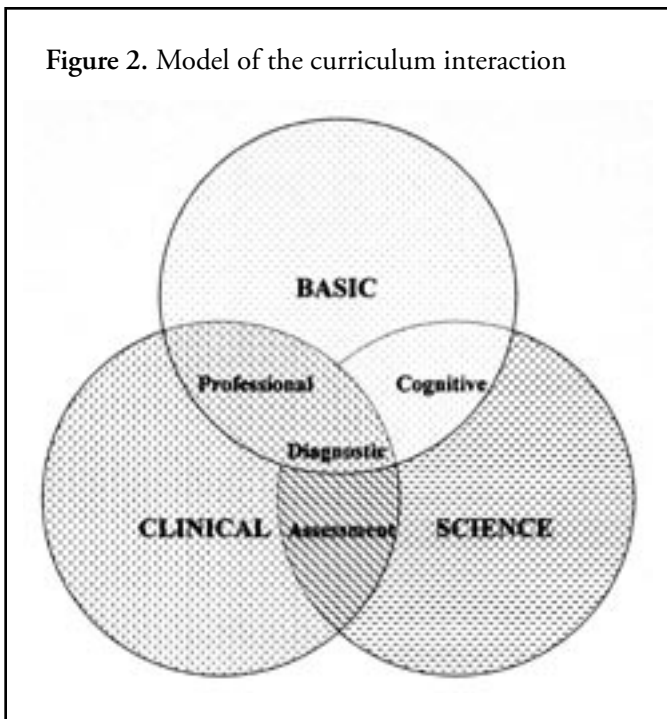 Figure 2. Model of the curriculum interaction
BASIC
Professional
Cognitive
Diagnostic
CLINICAL
Assessment
SCIENCE